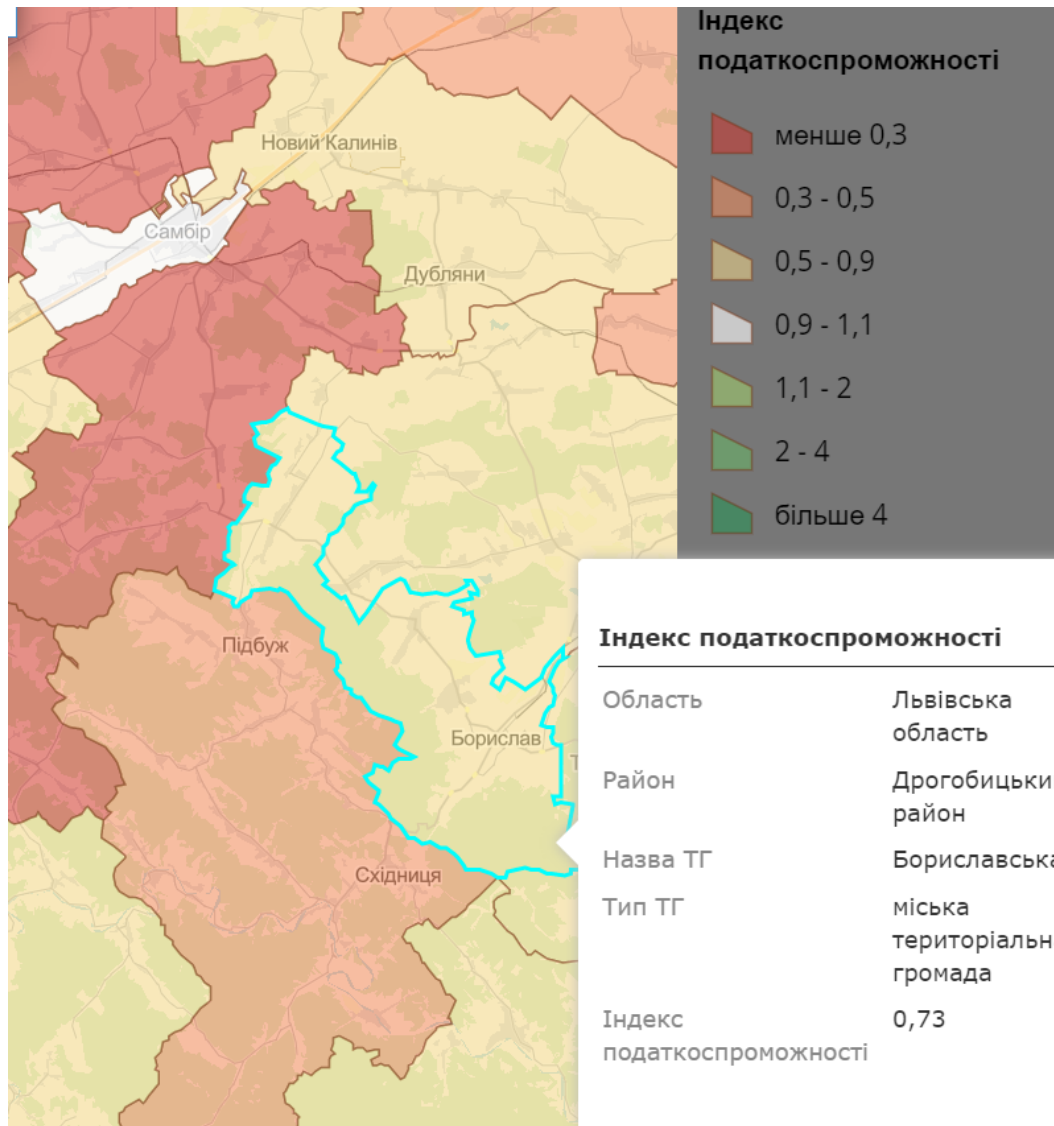 Індекс
податкоспроможності
менше 0,3
0,3 - 0,5
0,5 - 0,9
0,9 - 1,1
1,1 - 2
2 - 4
більше 4
Новий Калинів
Самбір
Дубляни
Підбуж
Борислав
Т
Східниця
Індекс податкоспроможності
Область
Львівська
область
Район
Дрогобицьки
район
Назва ТГ
Бориславська
Тип ТГ
міська
територіальн
громада
Індекс
податкоспроможності
0,73